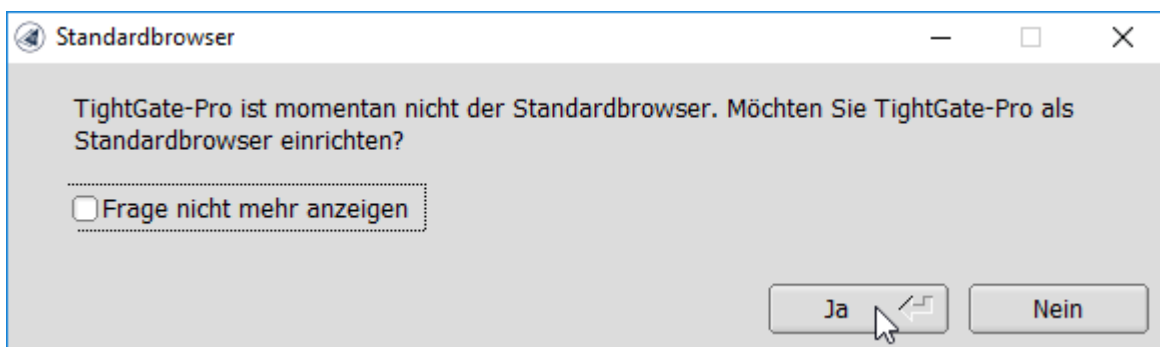 Standardbrowser
TightGate-Pro ist momentan nicht der Standardbrowser. Möchten Sie TightGate-Pro als
Standardbrowser einrichten?
Frage nicht mehr anzeigen
Ja
Nein